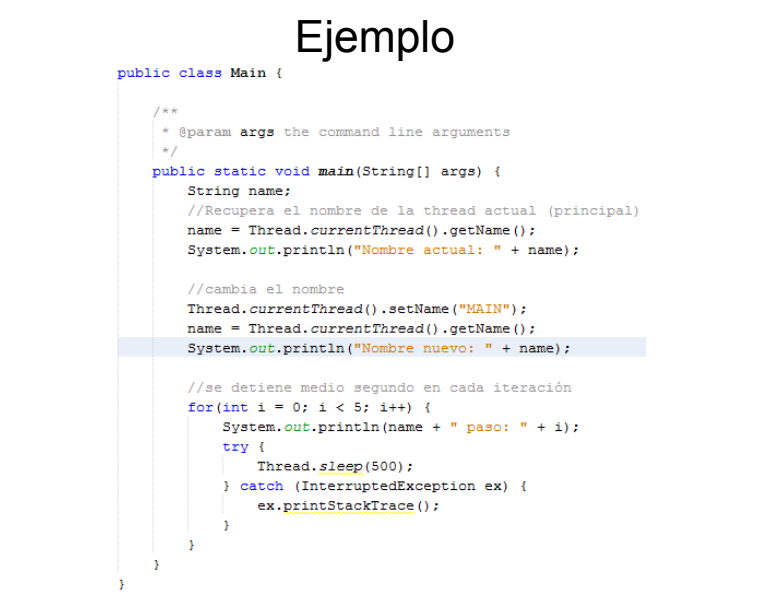 Ejemplo
public class Main {
/**
* @param args the command line arguments
*/
public static void main(String[] args) {
String name;
//Recupera el nombre de la thread actual (principal)
name = Thread.currentThread().getName();
System.out.println("Nombre actual: " + name);
//cambia el nombre
Thread.currentThread().setName("MAIN");
name = Thread.currentThread().getName();
System.out.println("Nombre nuevo: " + name);
//se detiene medio segundo en cada iteración
for(int i = 0; i < 5; i++) {
System.out.println(name + " paso: " + i);
try {
Thread.sleep(500);
} catch (InterruptedException ex) {
ex.printStackTrace();
}
}
}
}